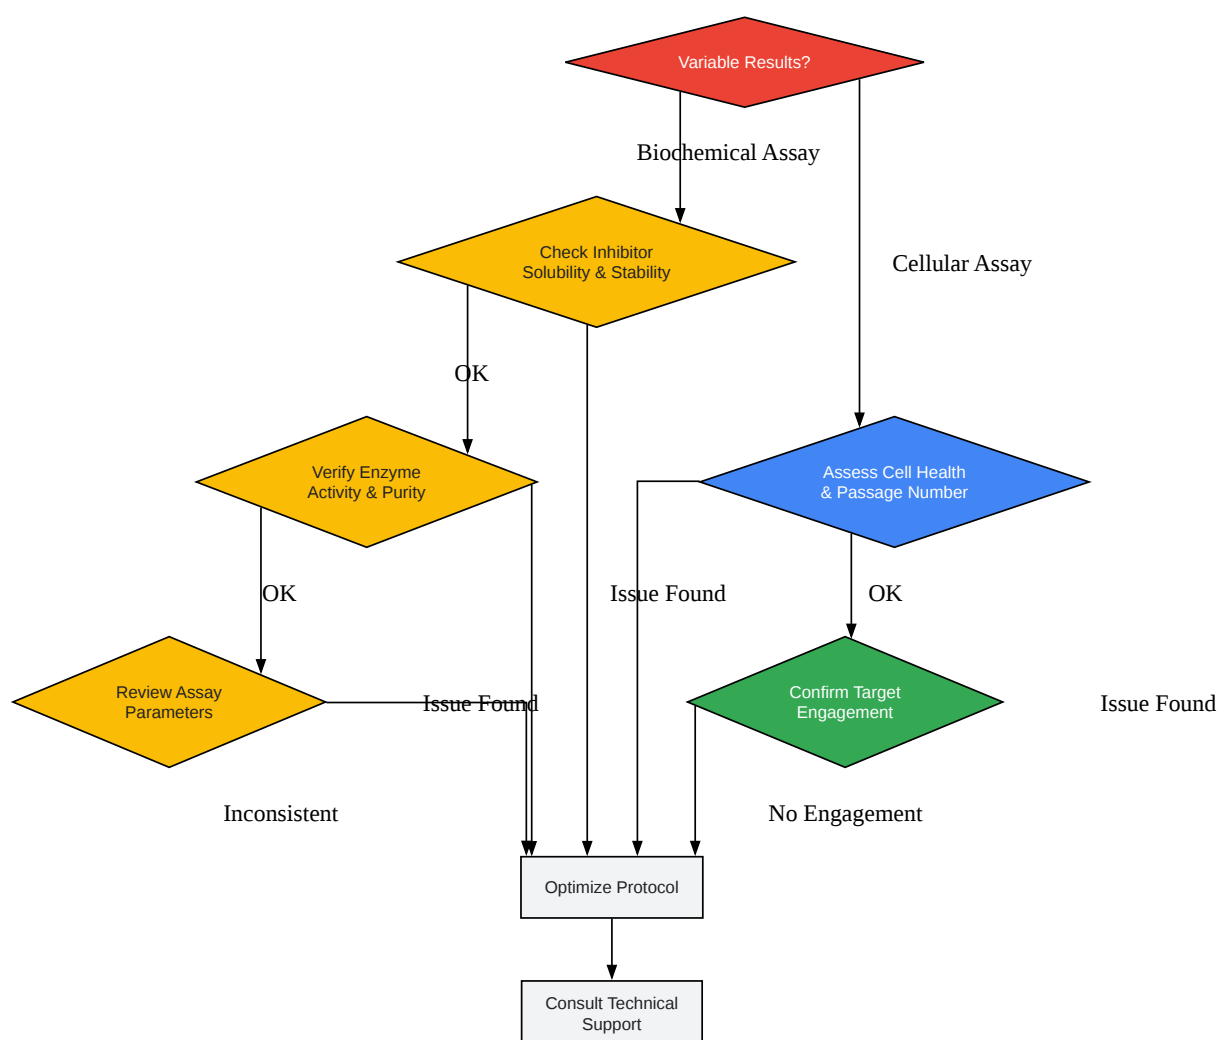 Variable Results?
Biochemical Assay
Check Inhibitor
Solubility & Stability
Cellular Assay
OK
Verify Enzyme
Activity & Purity
Assess Cell Health
& Passage Number
OK
Issue Found
OK
Review Assay
Parameters
Issue Found
Confirm Target
Engagement
Issue Found
Inconsistent
No Engagement
Optimize Protocol
Consult Technical
Support